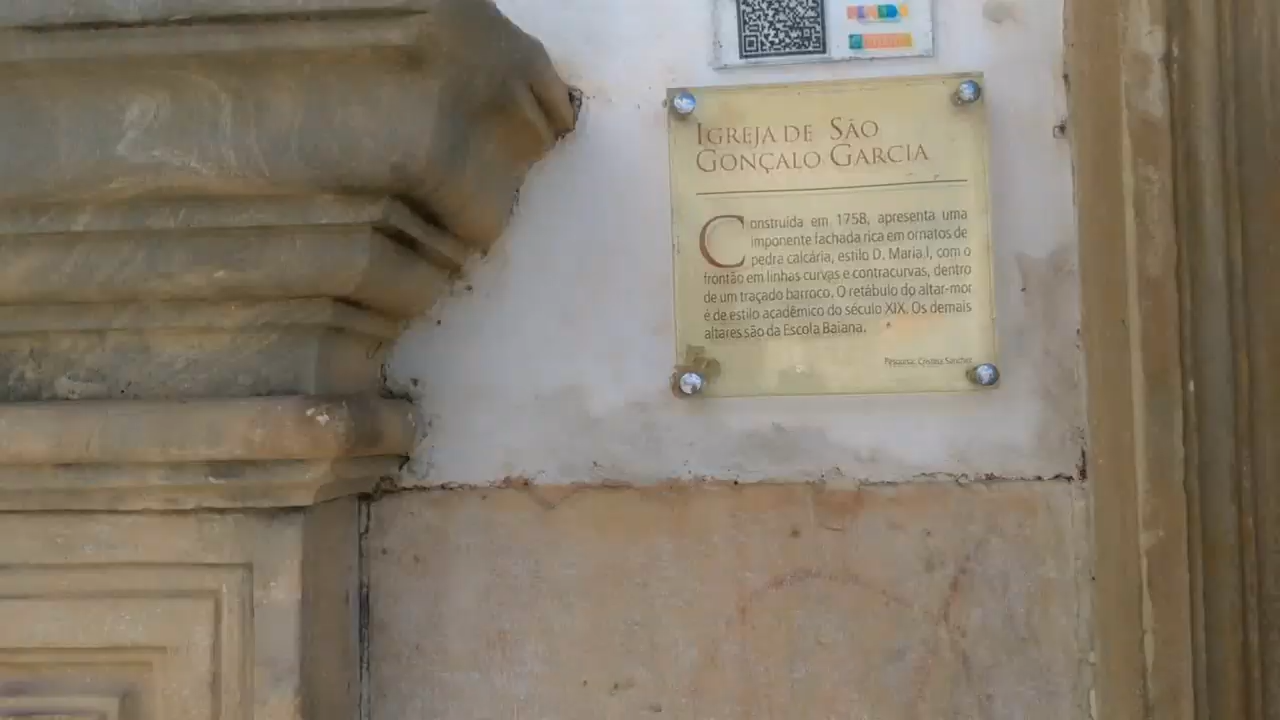 IGREJA DE SÃO
GONÇALO GARCIA
Construída em 1758, apresenta uma
imponente fachada rica em ornatos de
pedra calcária, estilo D. Maria I, com o
frontão em linhas curvas e contracurvas, dentro
de um traçado barroco. O retábulo do altar-mor
é de estilo acadêmico do século XIX. Os demais
altares são da Escola Baiana.
Pesquisa: Cristina Sanchez